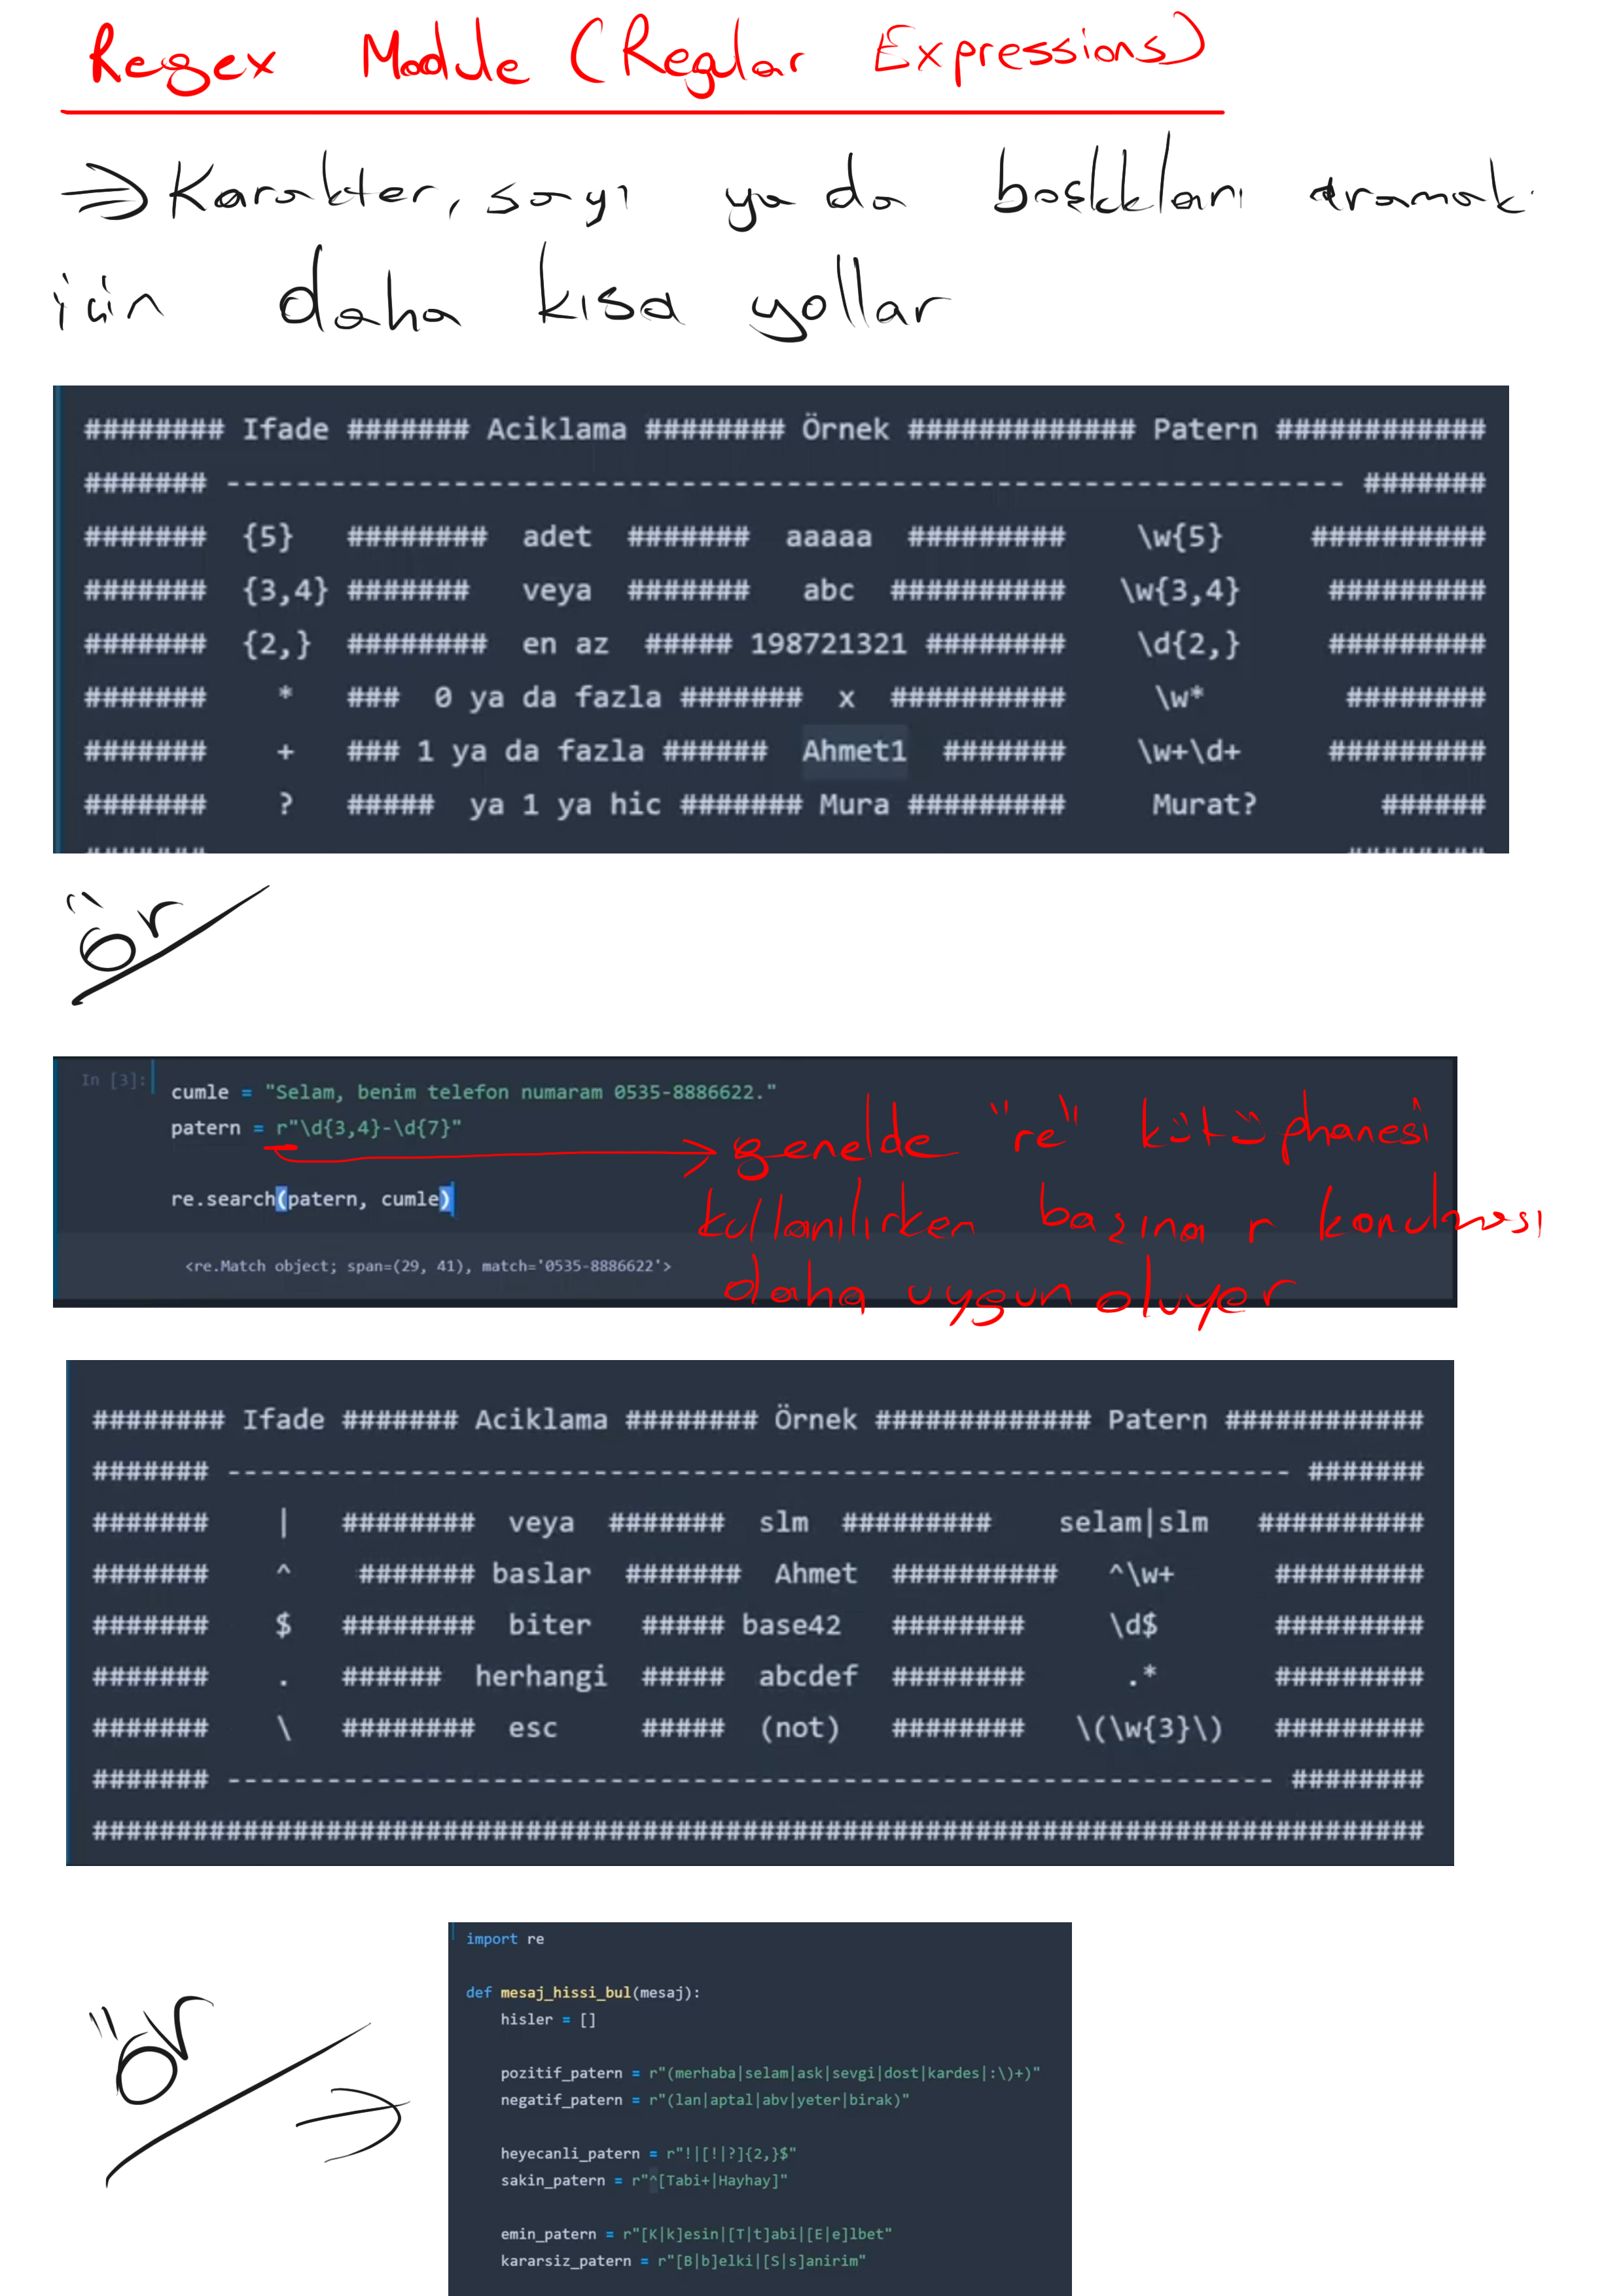 Regex Module (Reglar Expressions)
⇒ Karakter, sayı ya da boşlukları aramak
için daha kısa yollar
######## Ifade ####### Aciklama ######## Örnek ############# Patern ############
####### ---------------------------------------------------------------- #######
####### {5} ######## adet ####### aaaaa ######### \w{5} ##########
####### {3,4} ####### veya ####### abc ########## \w{3,4} #########
####### {2,} ######## en az ##### 198721321 ######## \d{2,} #########
####### * ### 0 ya da fazla ####### x ########## \w* ########
####### + ### 1 ya da fazla ###### Ahmet1 ####### \w+\d+ #########
####### ? ##### ya 1 ya hic ####### Mura ######### Murat? ######
ör
In [3]:
cumle = "Selam, benim telefon numaram 0535-8886622."
patern = r"\d{3,4}-\d{7}"
re.search(patern, cumle)
<re.Match object; span=(29, 41), match='0535-8886622'>
→ genelde "re" kütüphanesi
kullanılırken başına r konulması
daha uygun oluyer
######## Ifade ####### Aciklama ######## Örnek ############# Patern ############
####### ---------------------------------------------------------------- #######
####### | ######## veya ####### slm ######### selam|slm ##########
####### ^ ####### baslar ####### Ahmet ########## ^\w+ #########
####### $ ######## biter ##### base42 ######## \d$ #########
####### . ###### herhangi ##### abcdef ######## .* #########
####### \ ######## esc ##### (not) ######## \(\w{3}\) #########
####### --------------------------------------------------------------- ########
################################################################################
ör ⇒
import re
def mesaj_hissi_bul(mesaj):
hisler = []
pozitif_patern = r"(merhaba|selam|ask|sevgi|dost|kardes|:\)+)"
negatif_patern = r"(lan|aptal|abv|yeter|birak)"
heyecanli_patern = r"!|[!|?]{2,}$"
sakin_patern = r"^[Tabi+|Hayhay]"
emin_patern = r"[K|k]esin|[T|t]abi|[E|e]lbet"
kararsiz_patern = r"[B|b]elki|[S|s]anirim"